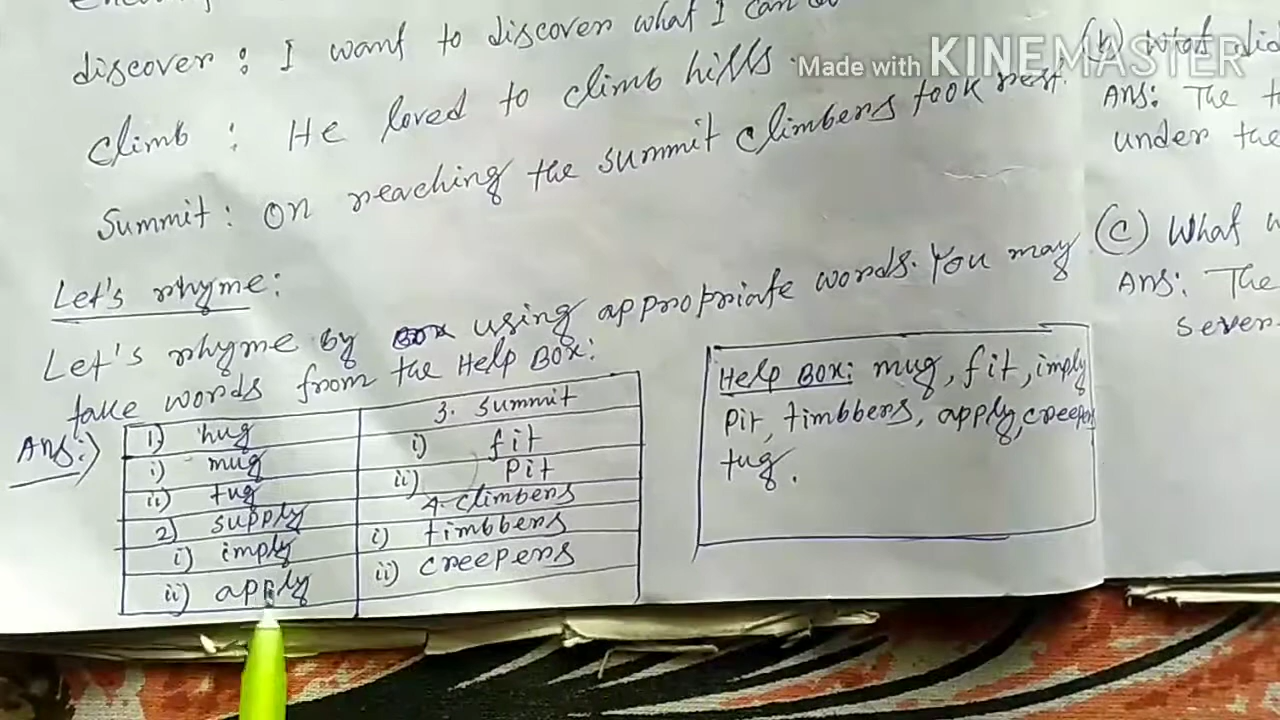 discover : I want to discover what I can
climb : He loved to climb hills.
Summit : On reaching the summit climbers took rest.
Let's rhyme:
Let's rhyme by using appropriate words. You may
take words from the Help Box:
Ans:)
1) hug
i) mug
ii) tug
2) supply
i) imply
ii) apply
3. Summit
i) fit
ii) Pit
4. climbers
i) timbbers
ii) creepers
Help Box: mug, fit, imply
Pit, timbbers, apply, creepers
tug.
Made with KINEMASTER
(b) What did
Ans: The
under the
(c) What
Ans: The
seven